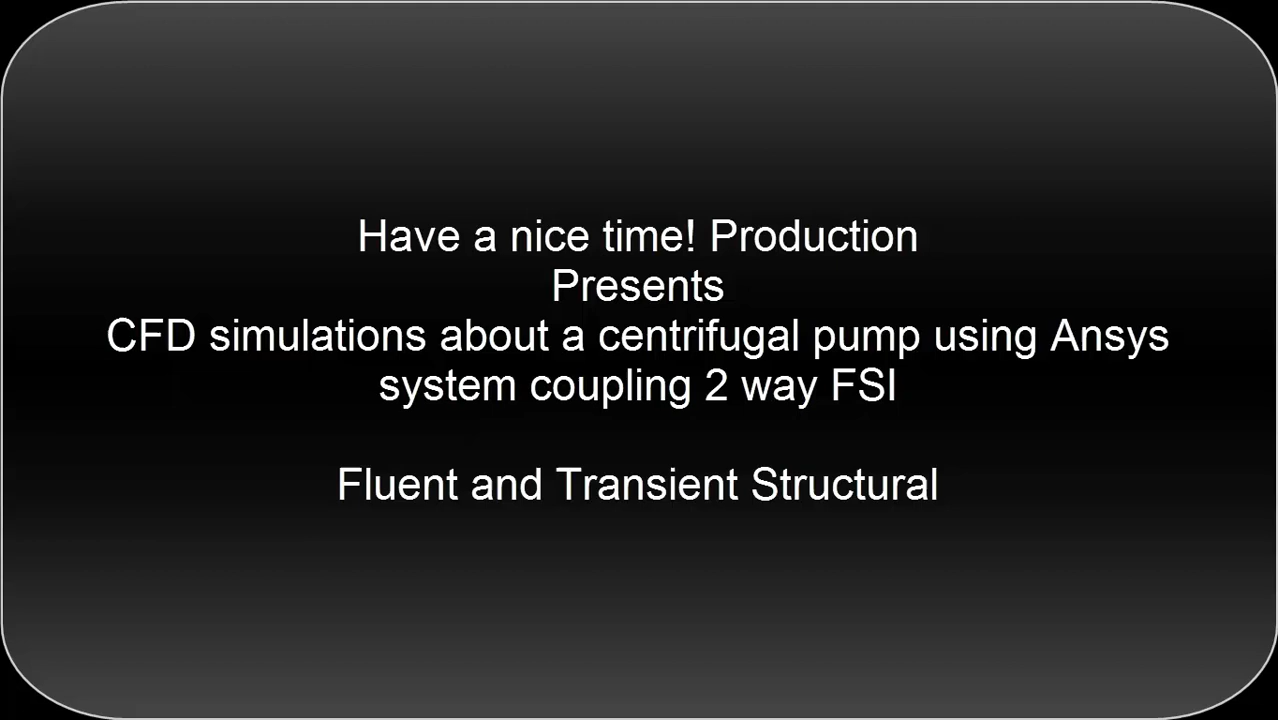 Have a nice time! Production
Presents
CFD simulations about a centrifugal pump using Ansys
system coupling 2 way FSI
Fluent and Transient Structural